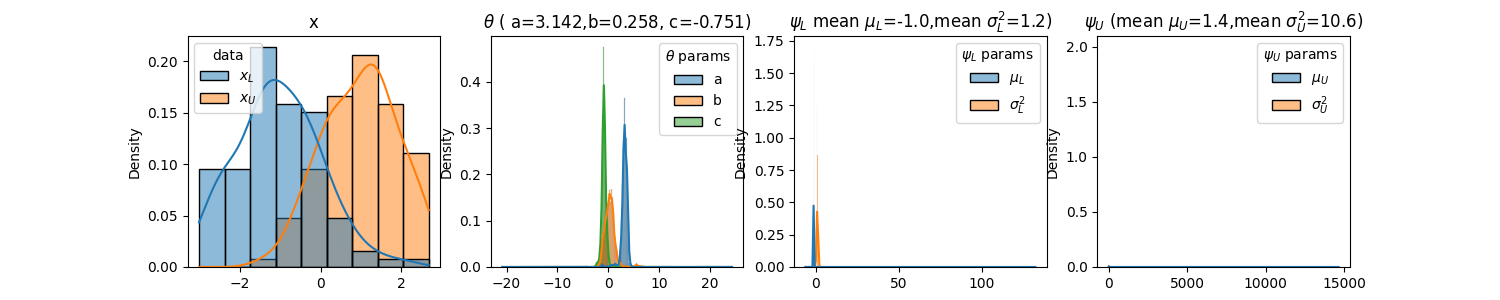 x
θ ( a=3.142,b=0.258, c=-0.751)
ψ_L mean μ_L=-1.0,mean σ_L^2=1.2)
ψ_U (mean μ_U=1.4,mean σ_U^2=10.6)
data
x_L
x_U
Density
0.20
0.15
0.10
0.05
0.00
−2
0
2
θ params
a
b
c
Density
0.4
0.3
0.2
0.1
0.0
−20
−10
0
10
20
ψ_L params
μ_L
σ_L^2
Density
1.75
1.50
1.25
1.00
0.75
0.50
0.25
0.00
0
50
100
ψ_U params
μ_U
σ_U^2
Density
2.0
1.5
1.0
0.5
0.0
0
5000
10000
15000